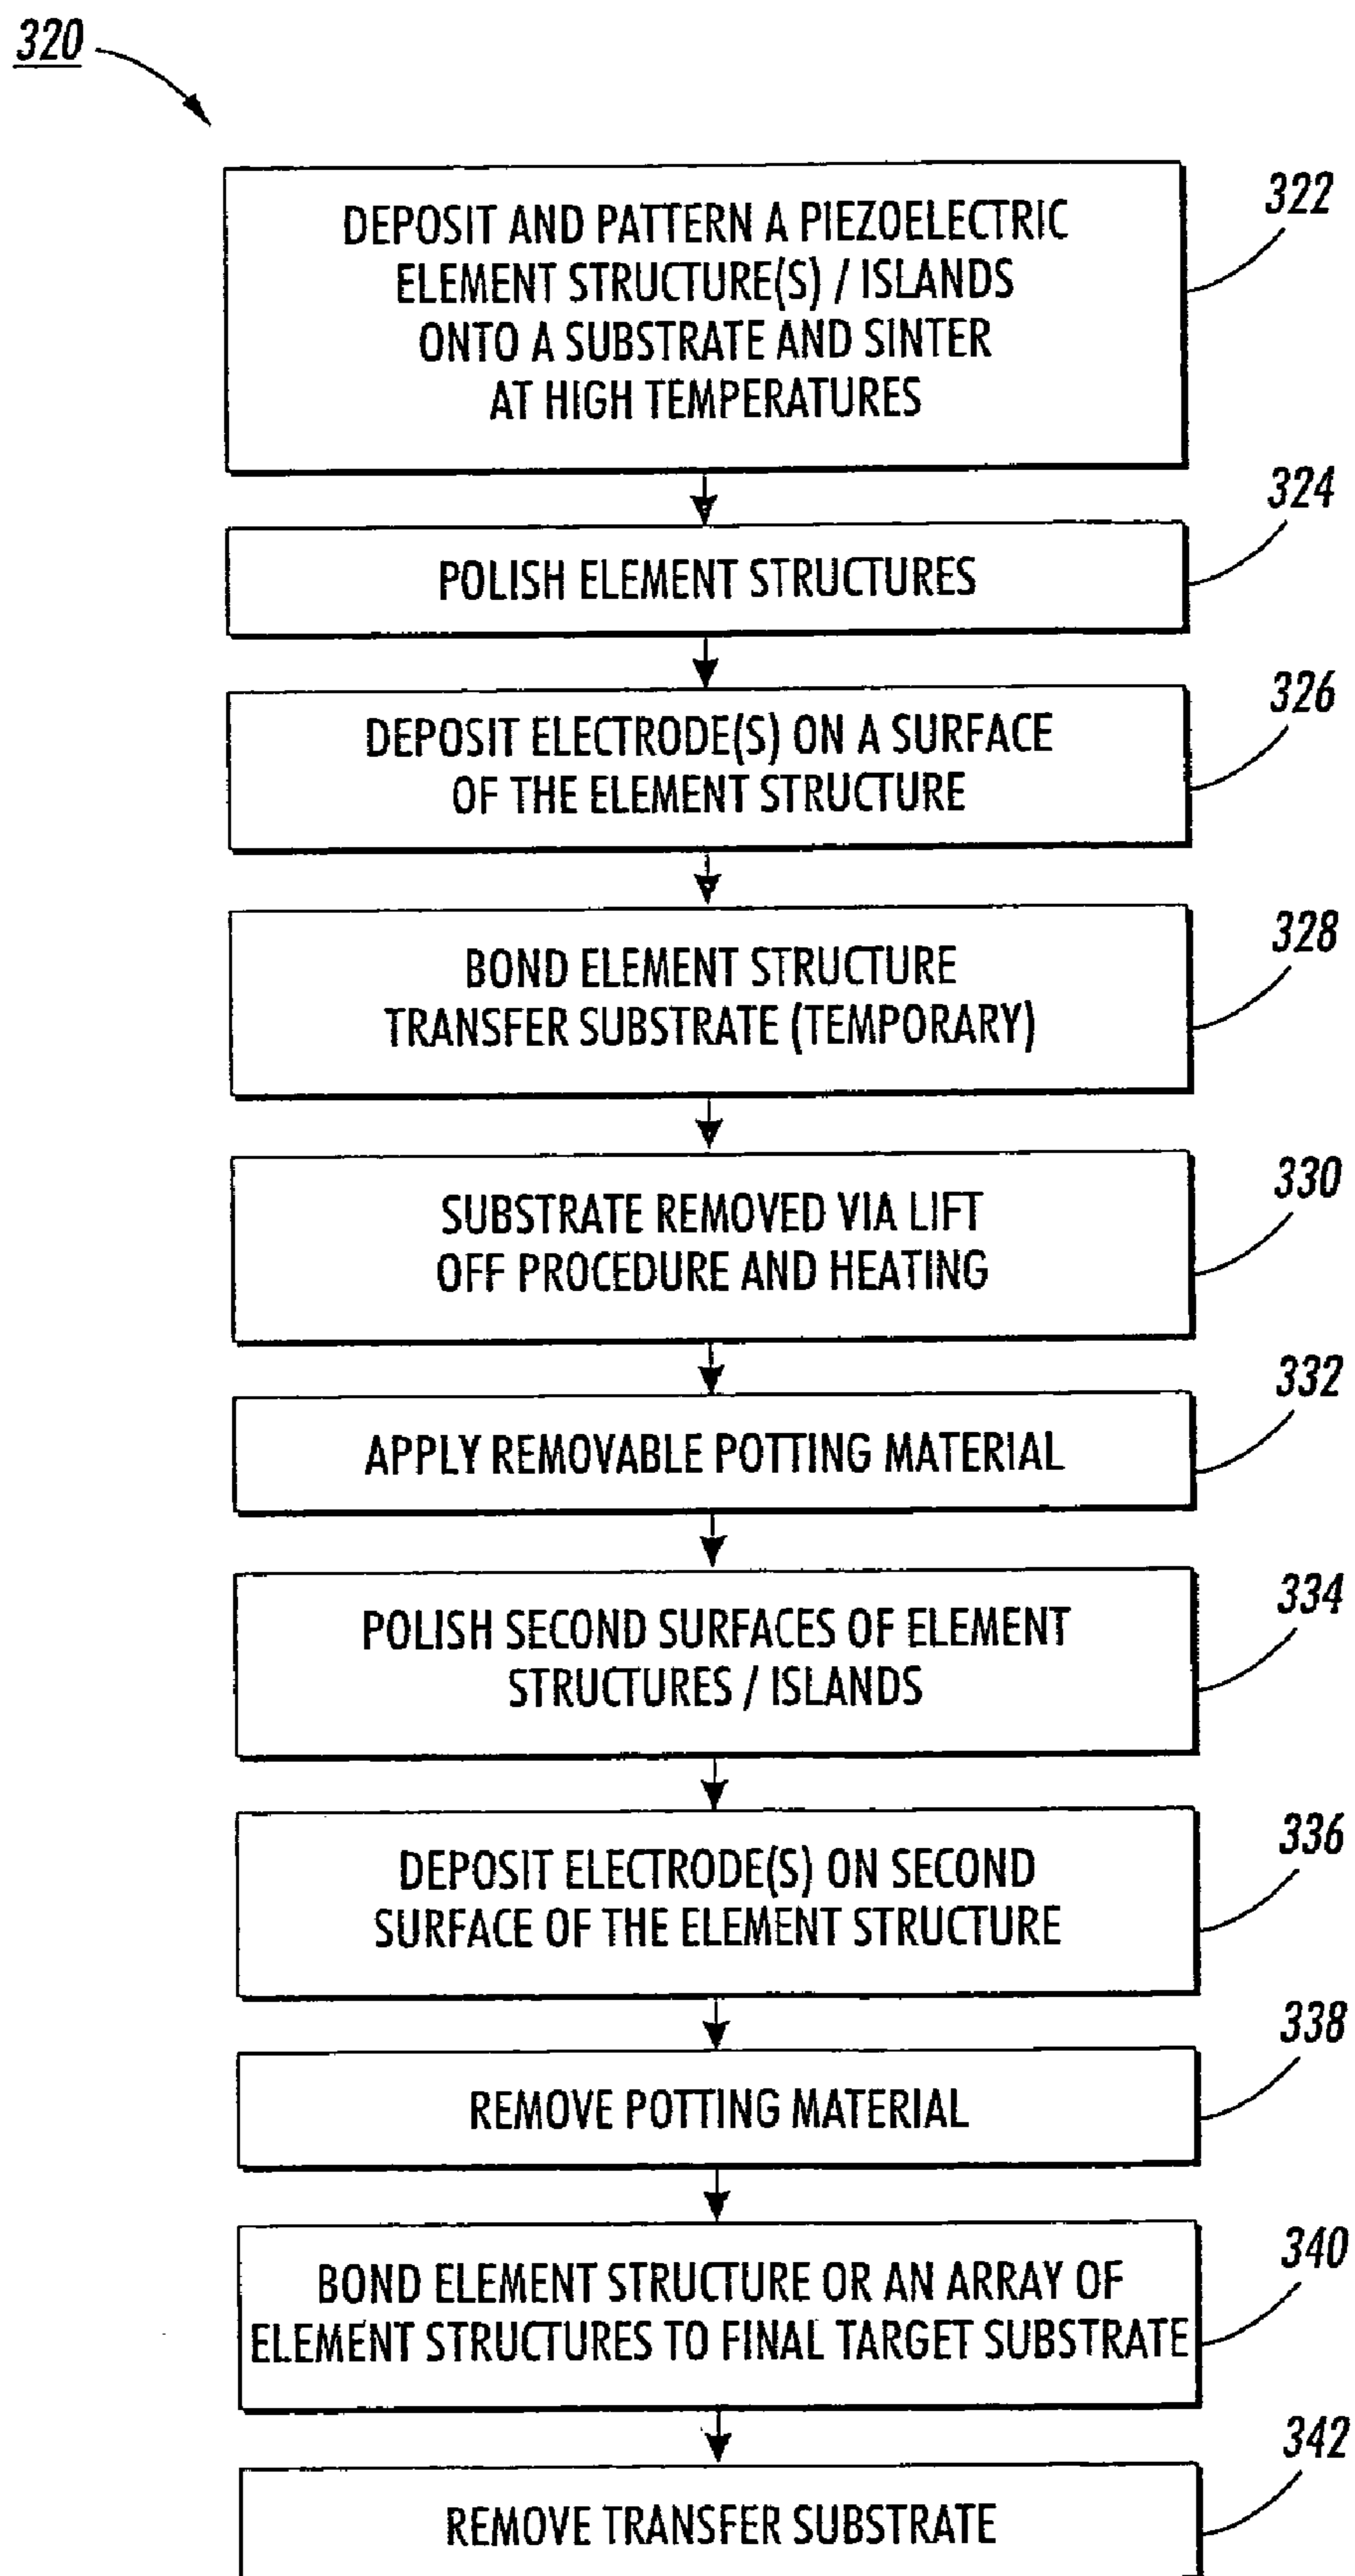 320
322
DEPOSIT AND PATTERN A PIEZOELECTRIC
ELEMENT STRUCTURE(S) / ISLANDS
ONTO A SUBSTRATE AND SINTER
AT HIGH TEMPERATURES
324
POLISH ELEMENT STRUCTURES
326
DEPOSIT ELECTRODE(S) ON A SURFACE
OF THE ELEMENT STRUCTURE
328
BOND ELEMENT STRUCTURE
TRANSFER SUBSTRATE (TEMPORARY)
330
SUBSTRATE REMOVED VIA LIFT
OFF PROCEDURE AND HEATING
332
APPLY REMOVABLE POTTING MATERIAL
334
POLISH SECOND SURFACES OF ELEMENT
STRUCTURES / ISLANDS
336
DEPOSIT ELECTRODE(S) ON SECOND
SURFACE OF THE ELEMENT STRUCTURE
338
REMOVE POTTING MATERIAL
340
BOND ELEMENT STRUCTURE OR AN ARRAY OF
ELEMENT STRUCTURES TO FINAL TARGET SUBSTRATE
342
REMOVE TRANSFER SUBSTRATE